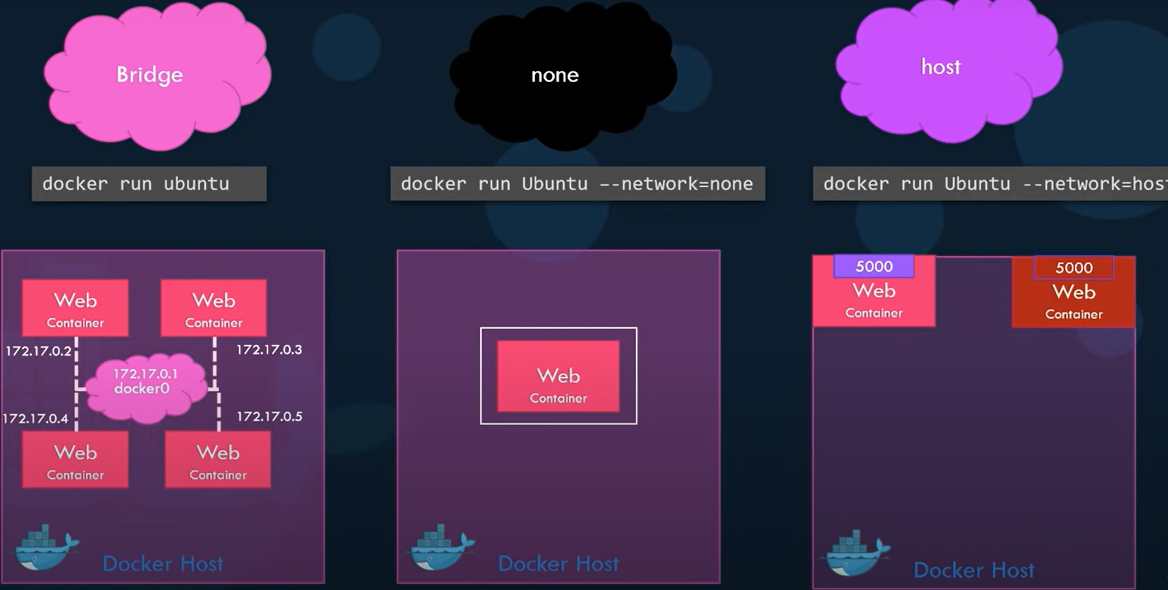 Bridge
none
host
docker run ubuntu
docker run Ubuntu --network=none
docker run Ubuntu --network=host
Web
Container
Web
Container
172.17.0.2
172.17.0.3
172.17.0.1
docker0
172.17.0.4
172.17.0.5
Web
Container
Web
Container
Docker Host
Web
Container
Docker Host
5000
Web
Container
5000
Web
Container
Docker Host